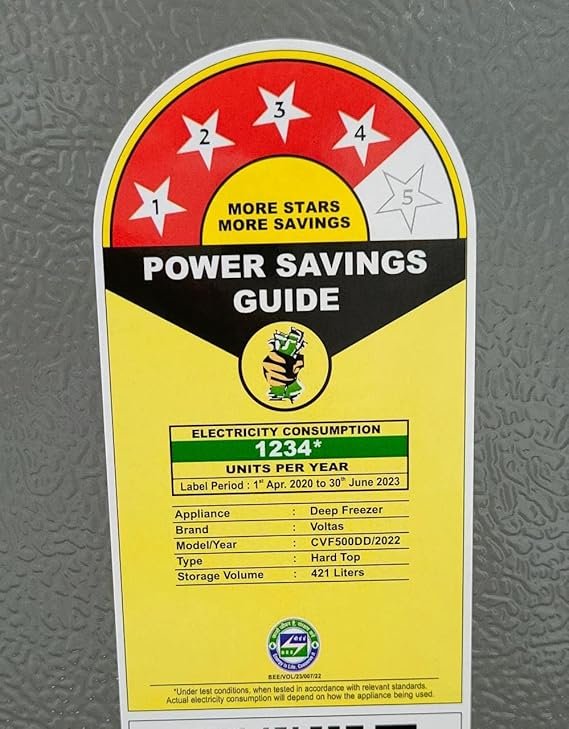 1
2
3
4
5
MORE STARS
MORE SAVINGS
POWER SAVINGS
GUIDE
ELECTRICITY CONSUMPTION
1234*
UNITS PER YEAR
Label Period : 1st Apr. 2020 to 30th June 2023
Appliance : Deep Freezer
Brand : Voltas
Model/Year : CVF500DD/2022
Type : Hard Top
Storage Volume : 421 Liters
BEE
BEE/VOL/23/007/22
*Under test conditions, when tested in accordance with relevant standards.
Actual electricity consumption will depend on how the appliance being used.